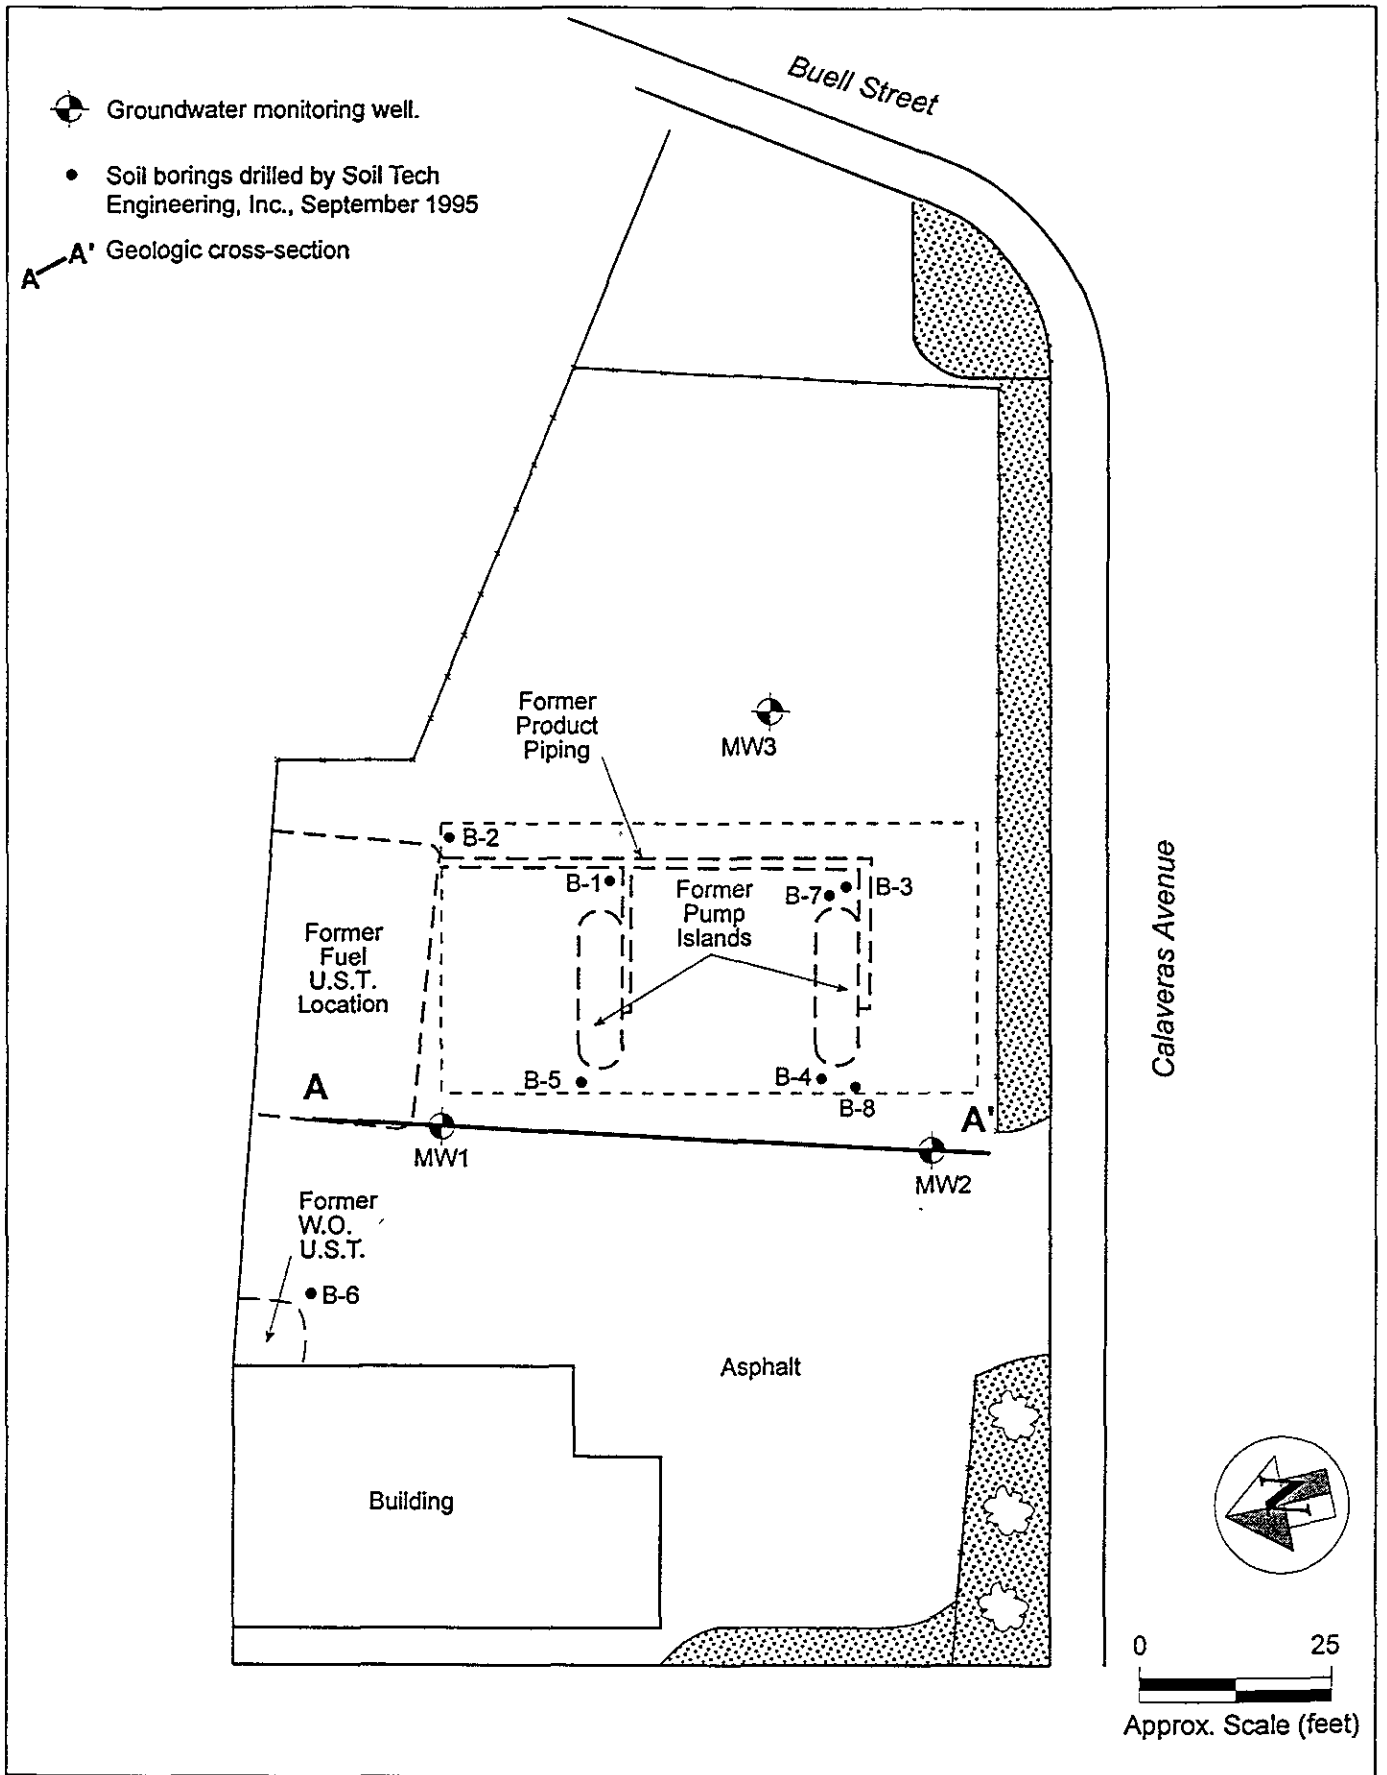 Buell Street
Groundwater monitoring well.
Soil borings drilled by Soil Tech
Engineering, Inc., September 1995
A A' Geologic cross-section
Former
Product
Piping
MW3
B-2
B-1
Former
Pump
Islands
B-7
B-3
Former
Fuel
U.S.T.
Location
Calaveras Avenue
B-5
B-4
B-8
A
A'
MW1
MW2
Former
W.O.
U.S.T.
B-6
Asphalt
Building
N
0 25
Approx. Scale (feet)